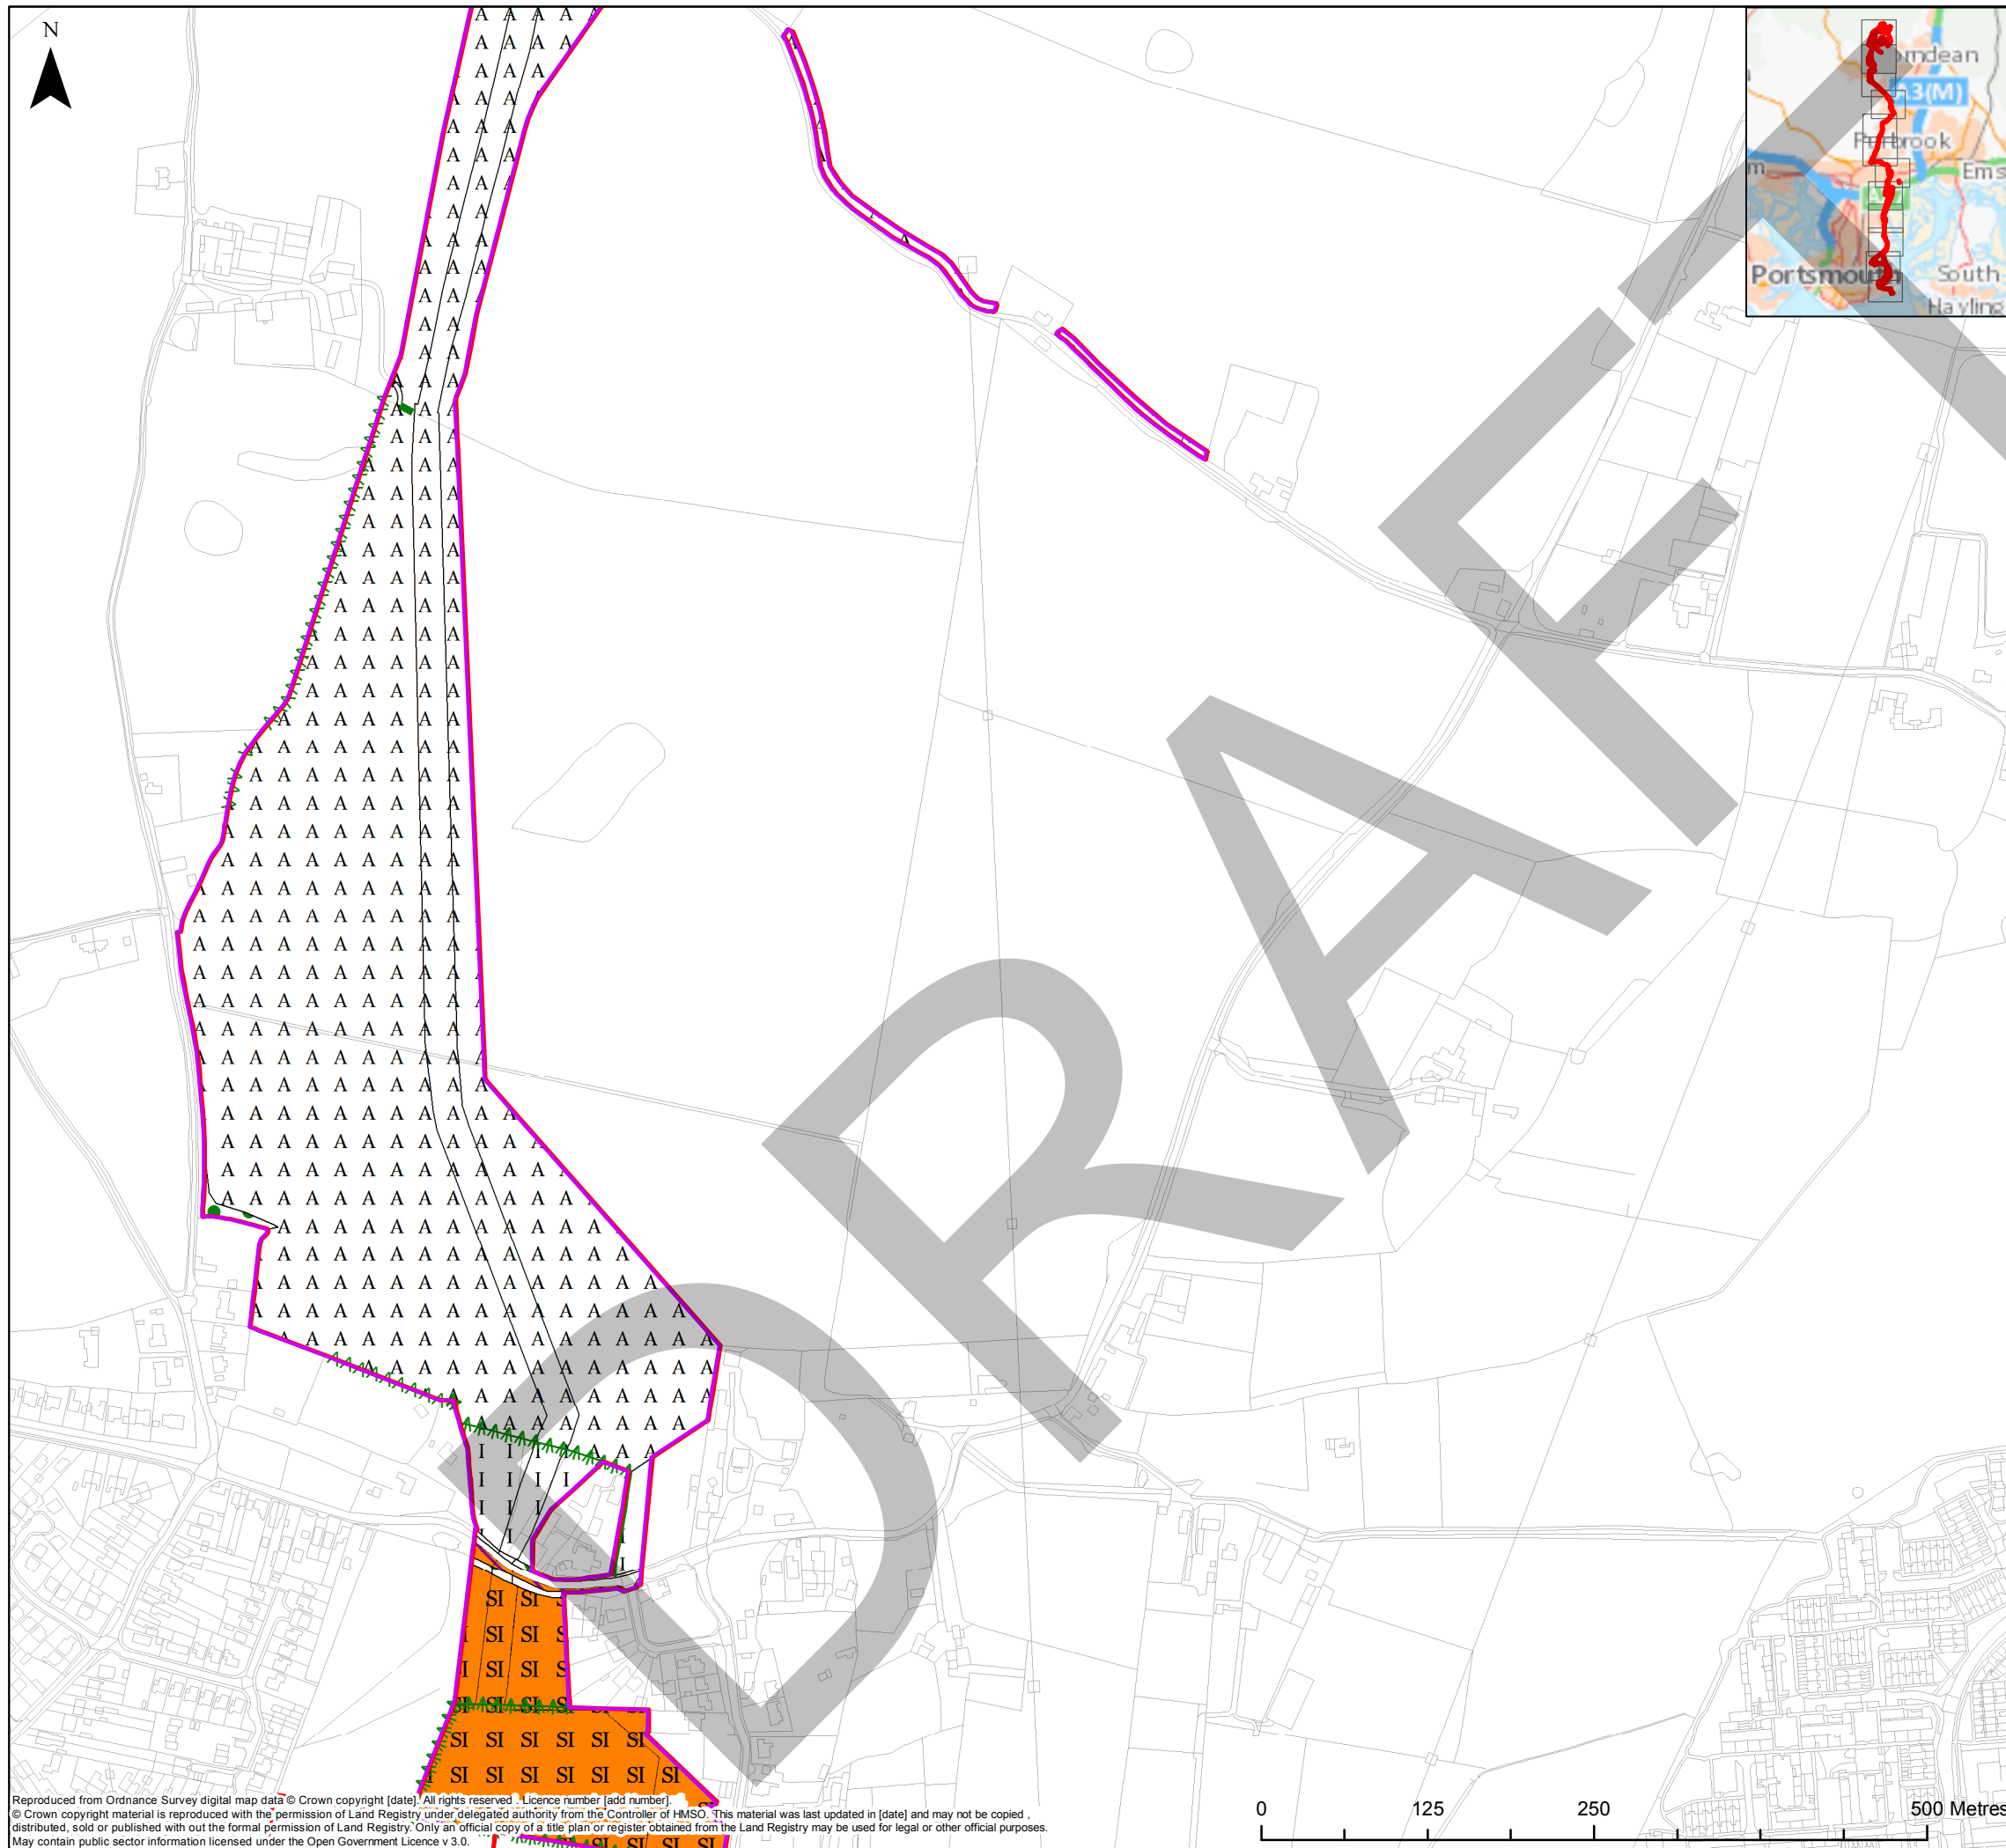 N
mdean
A3(M)
Purbrook
Ems
m
Portsmouth
South
Hayling
DRAFT
A
I
SI
0 125 250 500 Metres
Reproduced from Ordnance Survey digital map data © Crown copyright [date]. All rights reserved . Licence number [add number].
© Crown copyright material is reproduced with the permission of Land Registry under delegated authority from the Controller of HMSO. This material was last updated in [date] and may not be copied ,
distributed, sold or published with out the formal permission of Land Registry. Only an official copy of a title plan or register obtained from the Land Registry may be used for legal or other official purposes.
May contain public sector information licensed under the Open Government Licence v 3.0.